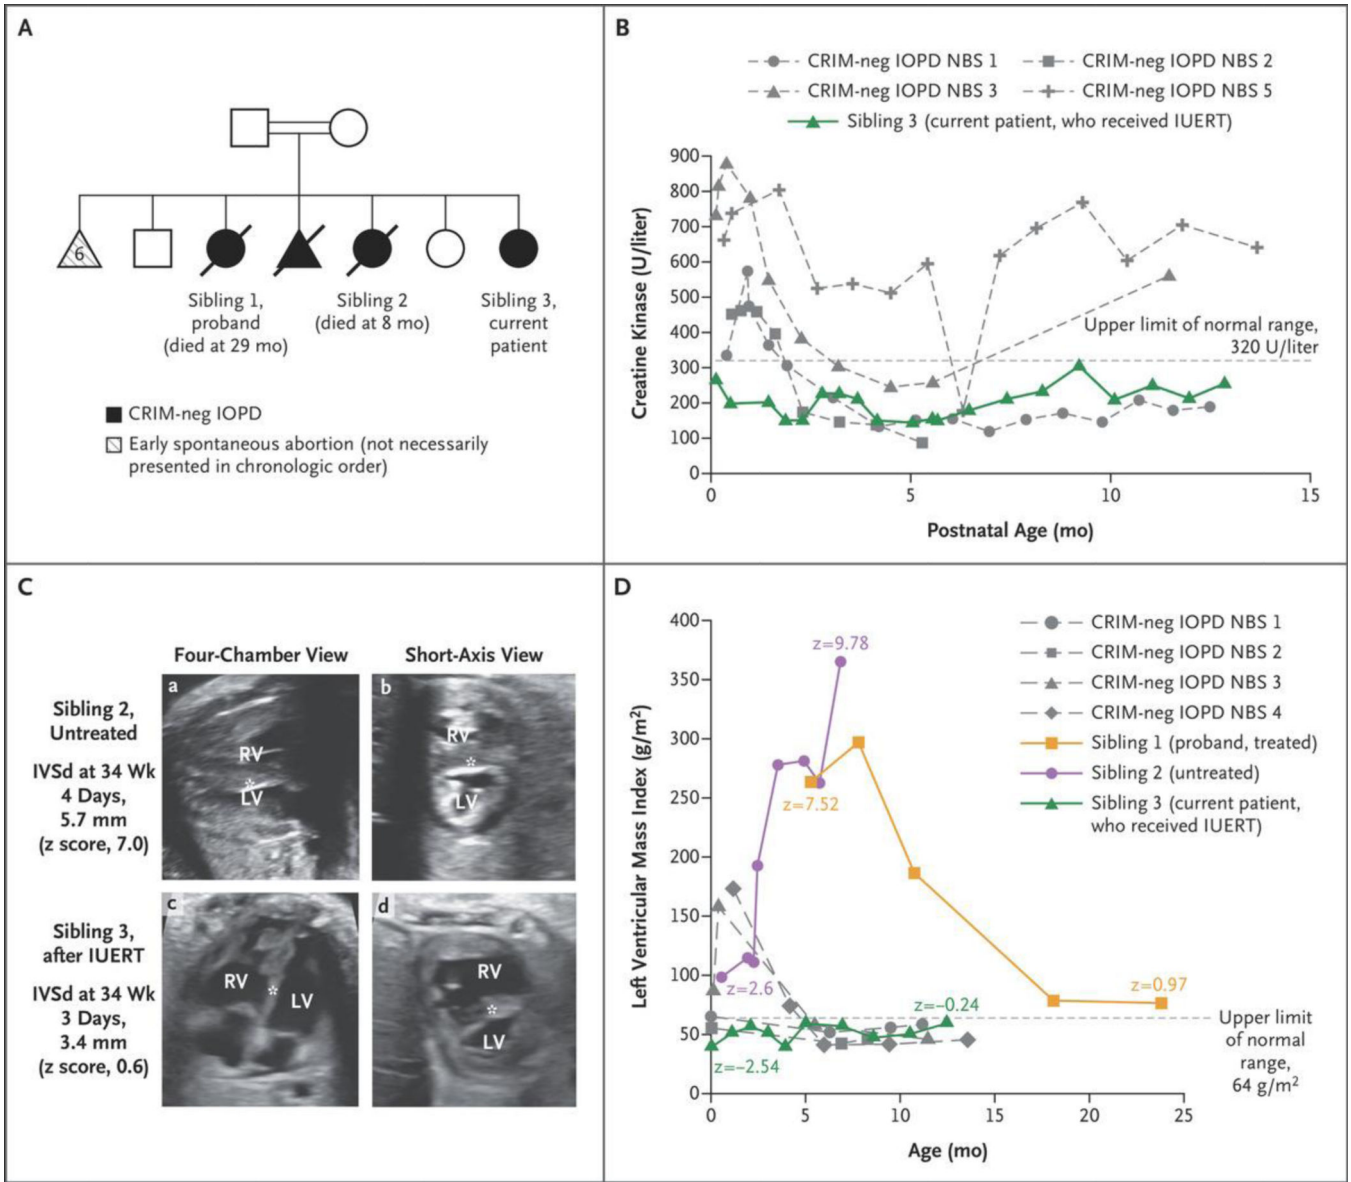 A
6
Sibling 1,
proband
(died at 29 mo)
Sibling 2
(died at 8 mo)
Sibling 3,
current
patient
CRIM-neg IOPD
Early spontaneous abortion (not necessarily
presented in chronologic order)
B
CRIM-neg IOPD NBS 1
CRIM-neg IOPD NBS 2
CRIM-neg IOPD NBS 3
CRIM-neg IOPD NBS 5
Sibling 3 (current patient, who received IUERT)
Creatine Kinase (U/liter)
900
800
700
600
500
400
300
200
100
0
Upper limit of normal range,
320 U/liter
0
5
10
15
Postnatal Age (mo)
C
Four-Chamber View
Short-Axis View
Sibling 2,
Untreated
IVSd at 34 Wk
4 Days,
5.7 mm
(z score, 7.0)
a
RV
*
LV
b
RV
*
LV
Sibling 3,
after IUERT
IVSd at 34 Wk
3 Days,
3.4 mm
(z score, 0.6)
c
RV
*
LV
d
RV
*
LV
D
CRIM-neg IOPD NBS 1
CRIM-neg IOPD NBS 2
CRIM-neg IOPD NBS 3
CRIM-neg IOPD NBS 4
Sibling 1 (proband, treated)
Sibling 2 (untreated)
Sibling 3 (current patient,
who received IUERT)
Left Ventricular Mass Index (g/m²)
400
350
300
250
200
150
100
50
0
z=9.78
z=7.52
z=2.6
z=0.97
z=−0.24
z=−2.54
Upper limit
of normal
range,
64 g/m²
0
5
10
15
20
25
Age (mo)